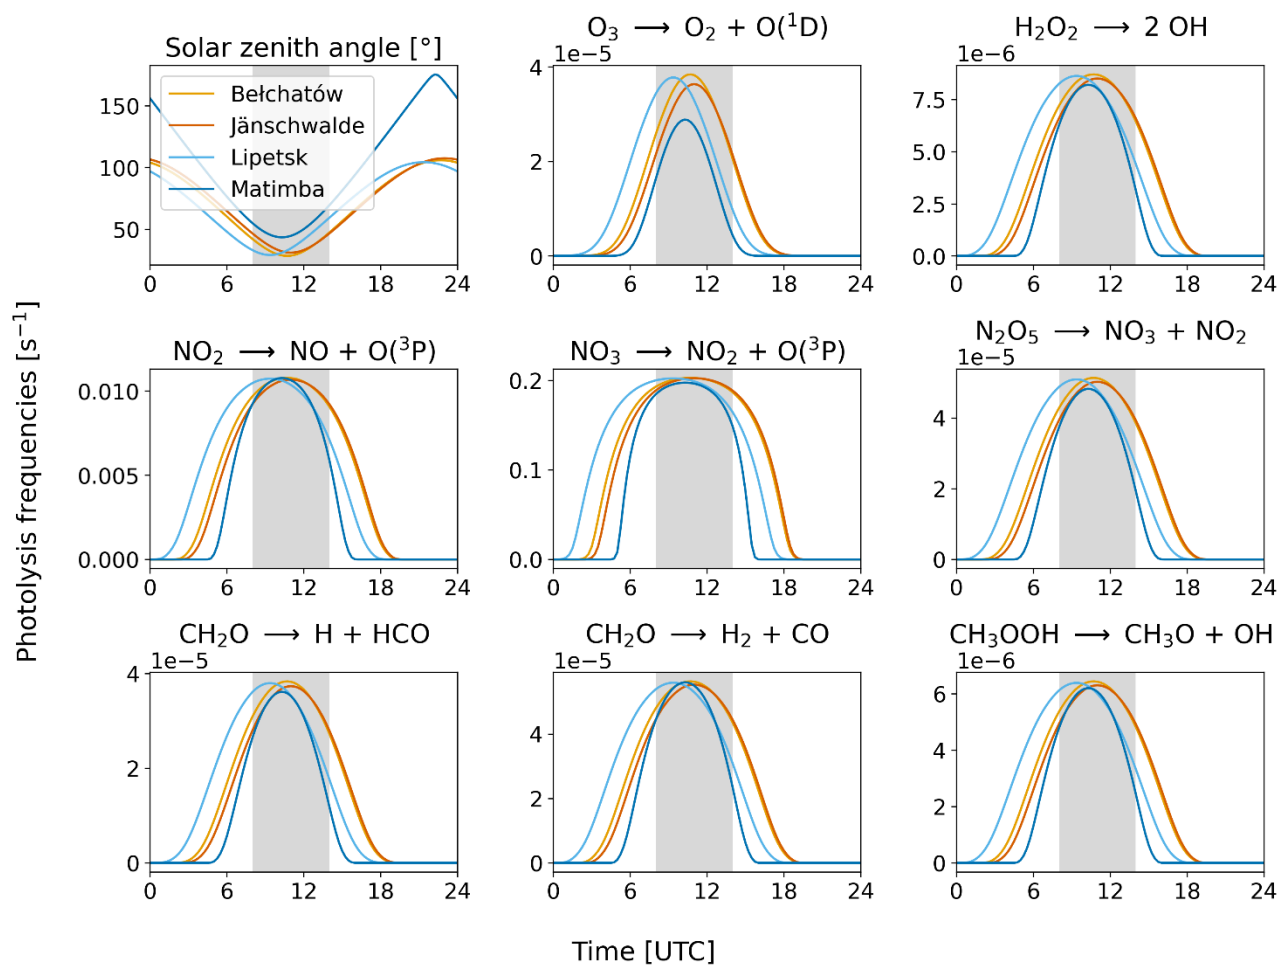 Solar zenith angle [°]
Bełchatów
Jänschwalde
Lipetsk
Matimba
150
100
50
0 6 12 18 24
O₃ ⟶ O₂ + O(¹D)
1e−5
4
2
0
0 6 12 18 24
H₂O₂ ⟶ 2 OH
1e−6
7.5
5.0
2.5
0.0
0 6 12 18 24
Photolysis frequencies [s⁻¹]
NO₂ ⟶ NO + O(³P)
0.010
0.005
0.000
0 6 12 18 24
NO₃ ⟶ NO₂ + O(³P)
0.2
0.1
0.0
0 6 12 18 24
N₂O₅ ⟶ NO₃ + NO₂
1e−5
4
2
0
0 6 12 18 24
CH₂O ⟶ H + HCO
1e−5
4
2
0
0 6 12 18 24
CH₂O ⟶ H₂ + CO
1e−5
4
2
0
0 6 12 18 24
CH₃OOH ⟶ CH₃O + OH
1e−6
6
4
2
0
0 6 12 18 24
Time [UTC]